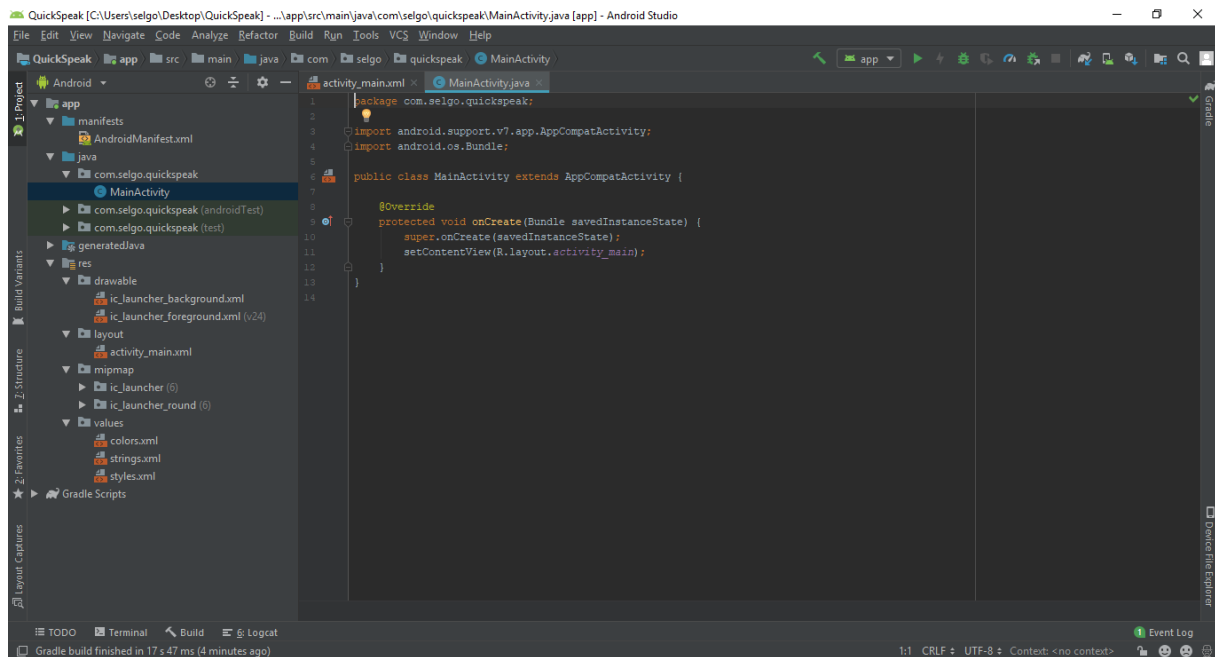 QuickSpeak [C:\Users\selgo\Desktop\QuickSpeak] - ...\app\src\main\java\com\selgo\quickspeak\MainActivity.java [app] - Android Studio
File Edit View Navigate Code Analyze Refactor Build Run Tools VCS Window Help
QuickSpeak app src main java com selgo quickspeak MainActivity
app
Android
activity_main.xml
MainActivity.java
1: Project
app
manifests
AndroidManifest.xml
java
com.selgo.quickspeak
MainActivity
com.selgo.quickspeak (androidTest)
com.selgo.quickspeak (test)
generatedJava
res
drawable
ic_launcher_background.xml
ic_launcher_foreground.xml (v24)
layout
activity_main.xml
mipmap
ic_launcher (6)
ic_launcher_round (6)
values
colors.xml
strings.xml
styles.xml
Gradle Scripts
Build Variants
7: Structure
2: Favorites
Layout Captures
1 package com.selgo.quickspeak;
2
3 import android.support.v7.app.AppCompatActivity;
4 import android.os.Bundle;
5
6 public class MainActivity extends AppCompatActivity {
7
8 @Override
9 protected void onCreate(Bundle savedInstanceState) {
10 super.onCreate(savedInstanceState);
11 setContentView(R.layout.activity_main);
12 }
13 }
14
Gradle
Device File Explorer
TODO Terminal Build 6: Logcat
1 Event Log
Gradle build finished in 17 s 47 ms (4 minutes ago)
1:1 CRLF UTF-8 Context: <no context>